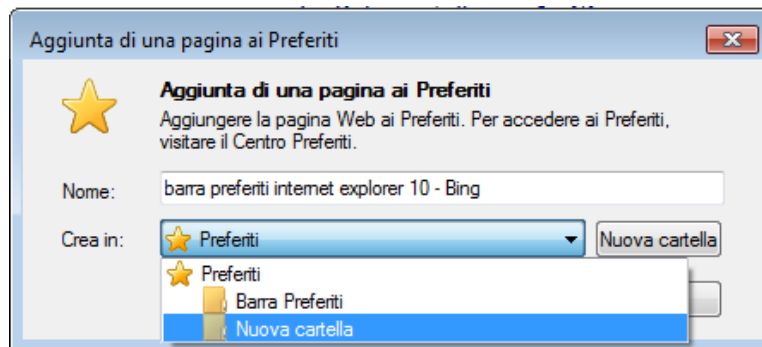 Aggiunta di una pagina ai Preferiti
Aggiunta di una pagina ai Preferiti
Aggiungere la pagina Web ai Preferiti. Per accedere ai Preferiti,
visitare il Centro Preferiti.
Nome: barra preferiti internet explorer 10 - Bing
Crea in: Preferiti Nuova cartella
Preferiti
Barra Preferiti
Nuova cartella